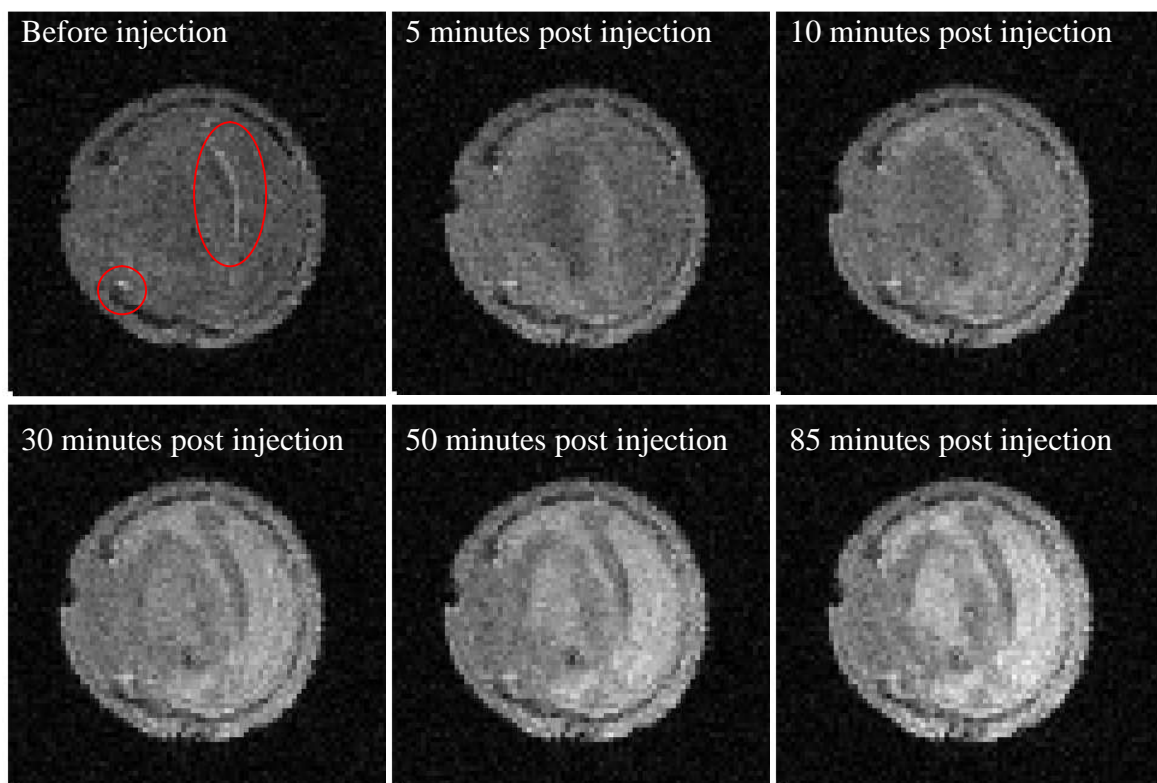 Before injection
5 minutes post injection
10 minutes post injection
30 minutes post injection
50 minutes post injection
85 minutes post injection